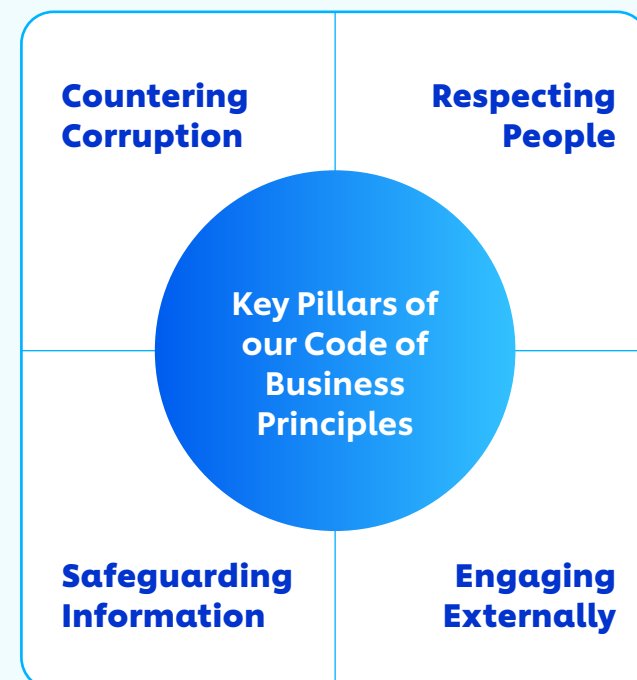 Countering
Corruption
Respecting
People
Key Pillars of
our Code of
Business
Principles
Safeguarding
Information
Engaging
Externally